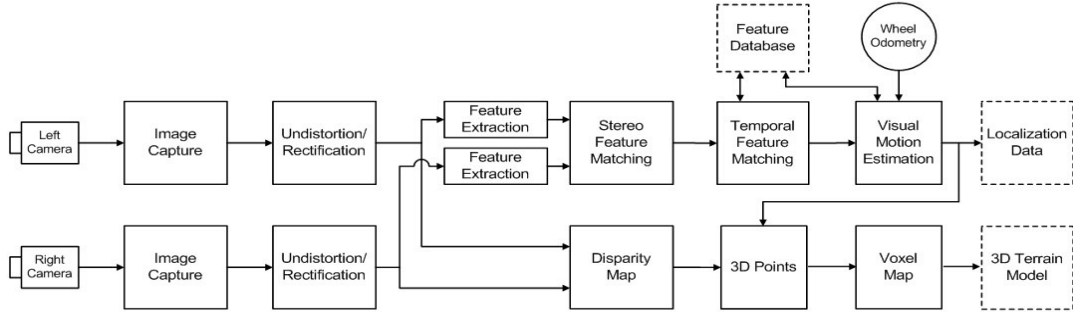 Feature
Database
Wheel
Odometry
Left
Camera
Image
Capture
Undistortion/
Rectification
Feature
Extraction
Feature
Extraction
Stereo
Feature
Matching
Temporal
Feature
Matching
Visual
Motion
Estimation
Localization
Data
Right
Camera
Image
Capture
Undistortion/
Rectification
Disparity
Map
3D Points
Voxel
Map
3D Terrain
Model